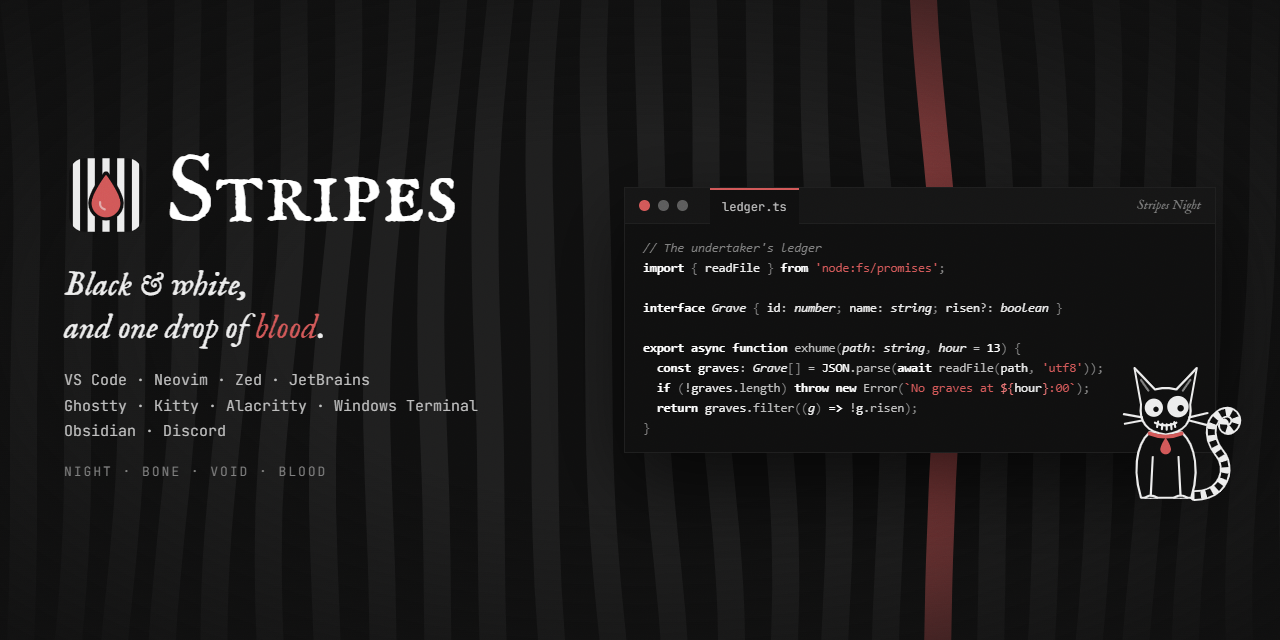 Stripes
Black & white,
and one drop of blood.
VS Code · Neovim · Zed · JetBrains
Ghostty · Kitty · Alacritty · Windows Terminal
Obsidian · Discord
NIGHT · BONE · VOID · BLOOD
ledger.ts
Stripes Night
// The undertaker's ledger
import { readFile } from 'node:fs/promises';
interface Grave { id: number; name: string; risen?: boolean }
export async function exhume(path: string, hour = 13) {
  const graves: Grave[] = JSON.parse(await readFile(path, 'utf8'));
  if (!graves.length) throw new Error(`No graves at ${hour}:00`);
  return graves.filter((g) => !g.risen);
}